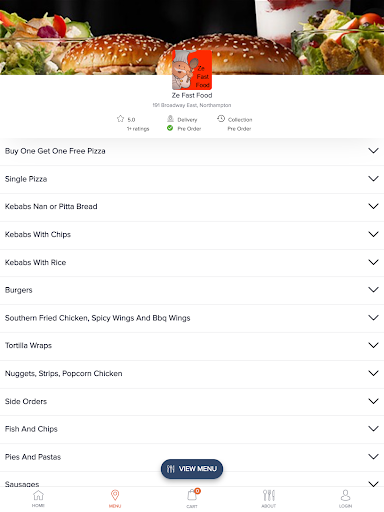 Ze
Fast
Food
Ze Fast Food
191 Broadway East, Northampton
5.0 Delivery Collection
1+ ratings Pre Order Pre Order
Buy One Get One Free Pizza
Single Pizza
Kebabs Nan or Pitta Bread
Kebabs With Chips
Kebabs With Rice
Burgers
Southern Fried Chicken, Spicy Wings And Bbq Wings
Tortilla Wraps
Nuggets, Strips, Popcorn Chicken
Side Orders
Fish And Chips
Pies And Pastas
VIEW MENU
Sausages
0
HOME MENU CART ABOUT LOGIN